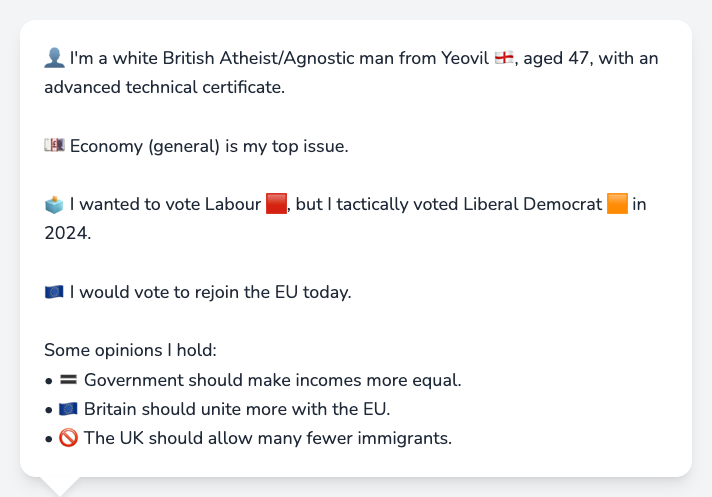 👤 I'm a white British Atheist/Agnostic man from Yeovil 🏴󠁧󠁢󠁥󠁮󠁧󠁿, aged 47, with an
advanced technical certificate.
💷 Economy (general) is my top issue.
🗳️ I wanted to vote Labour 🟥, but I tactically voted Liberal Democrat 🟧 in
2024.
🇪🇺 I would vote to rejoin the EU today.
Some opinions I hold:
• 🟰 Government should make incomes more equal.
• 🇪🇺 Britain should unite more with the EU.
• 🚫 The UK should allow many fewer immigrants.